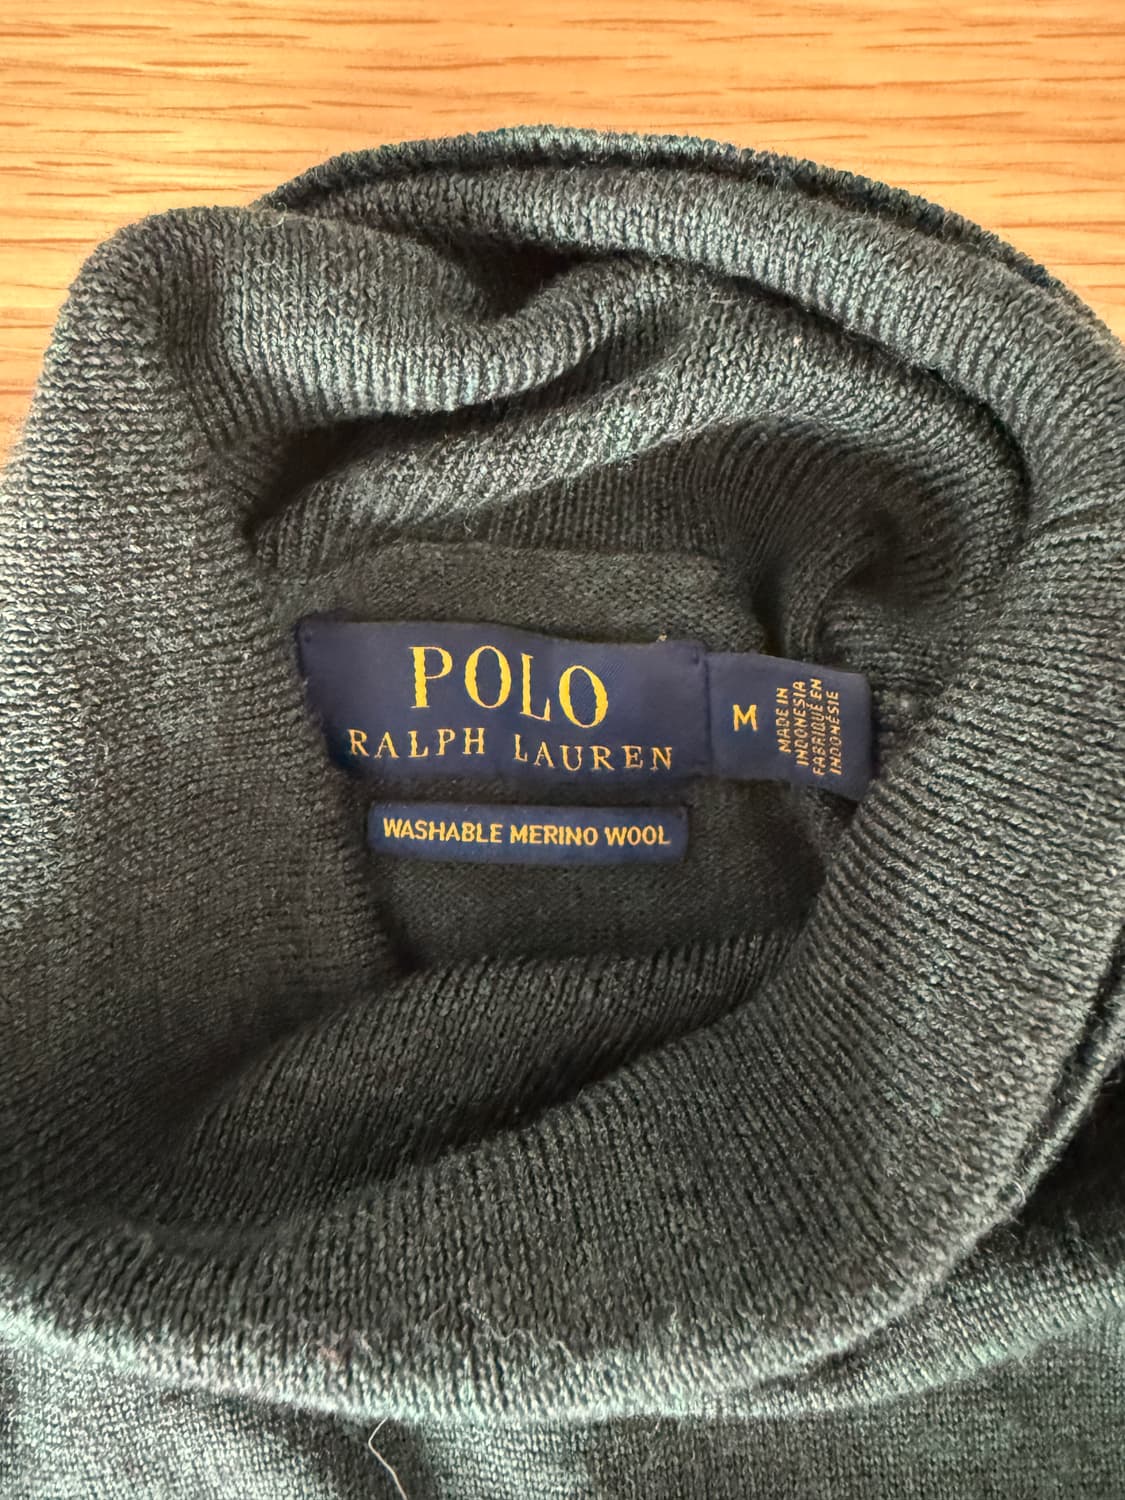 POLO
RALPH LAUREN
M
MADE IN
INDONESIA
FABRIQUÉ EN
INDONÉSIE
WASHABLE MERINO WOOL